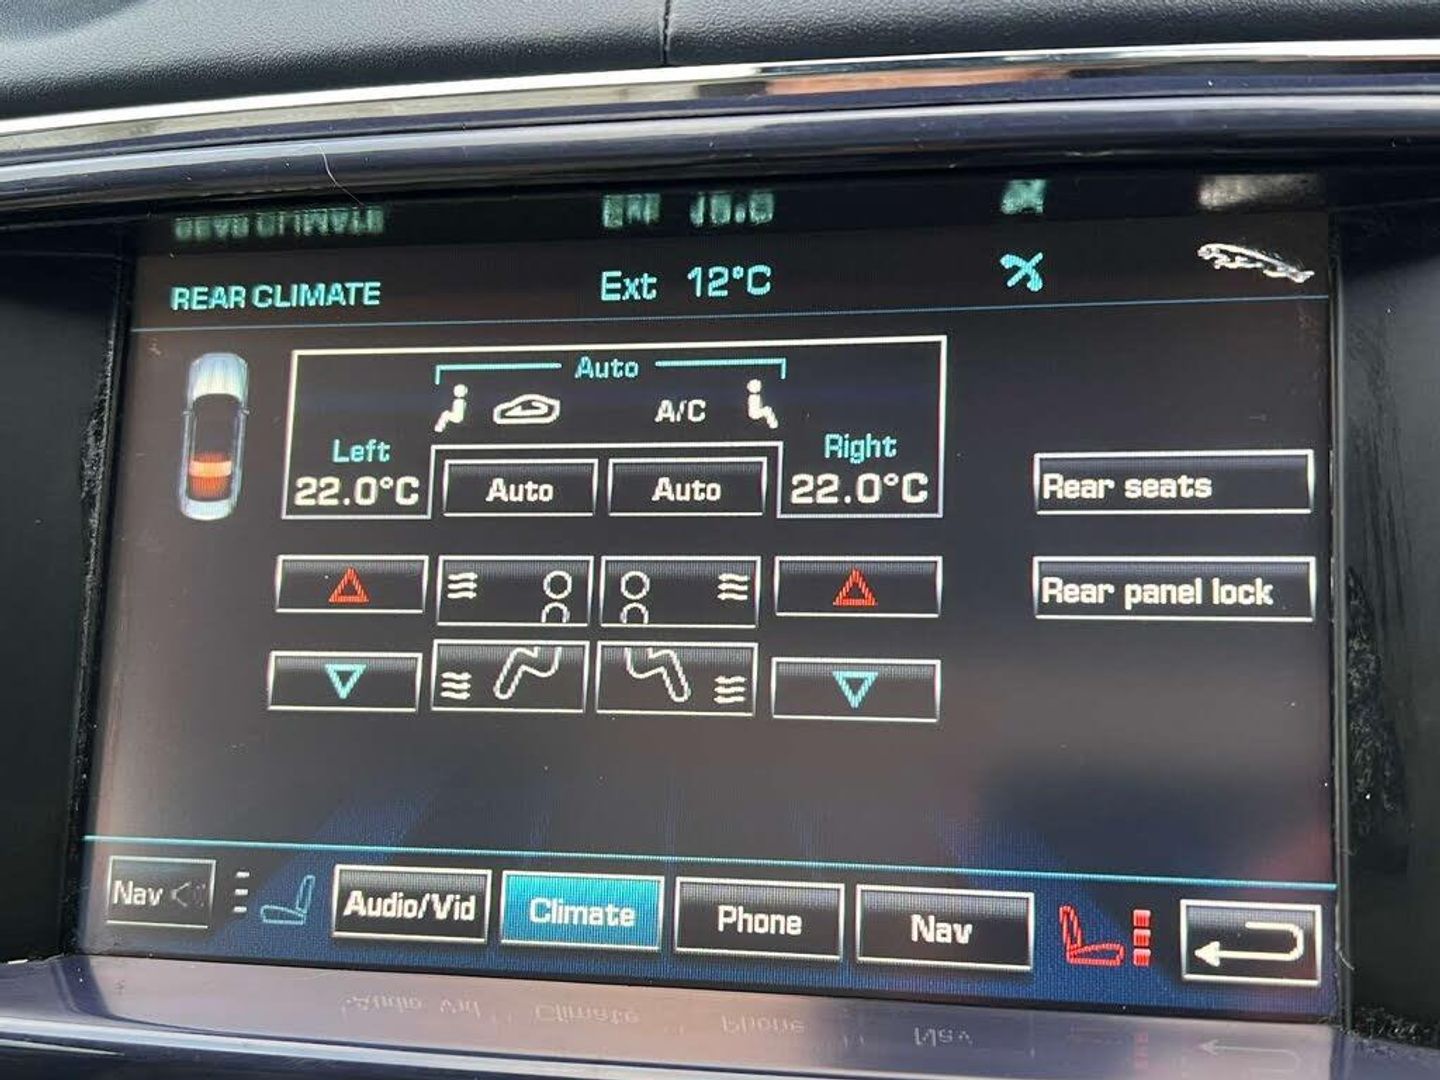 REAR CLIMATE
Ext 12°C
Auto
A/C
Left
Right
22.0°C
Auto
Auto
22.0°C
Rear seats
Rear panel lock
Nav
Audio/Vid
Climate
Phone
Nav